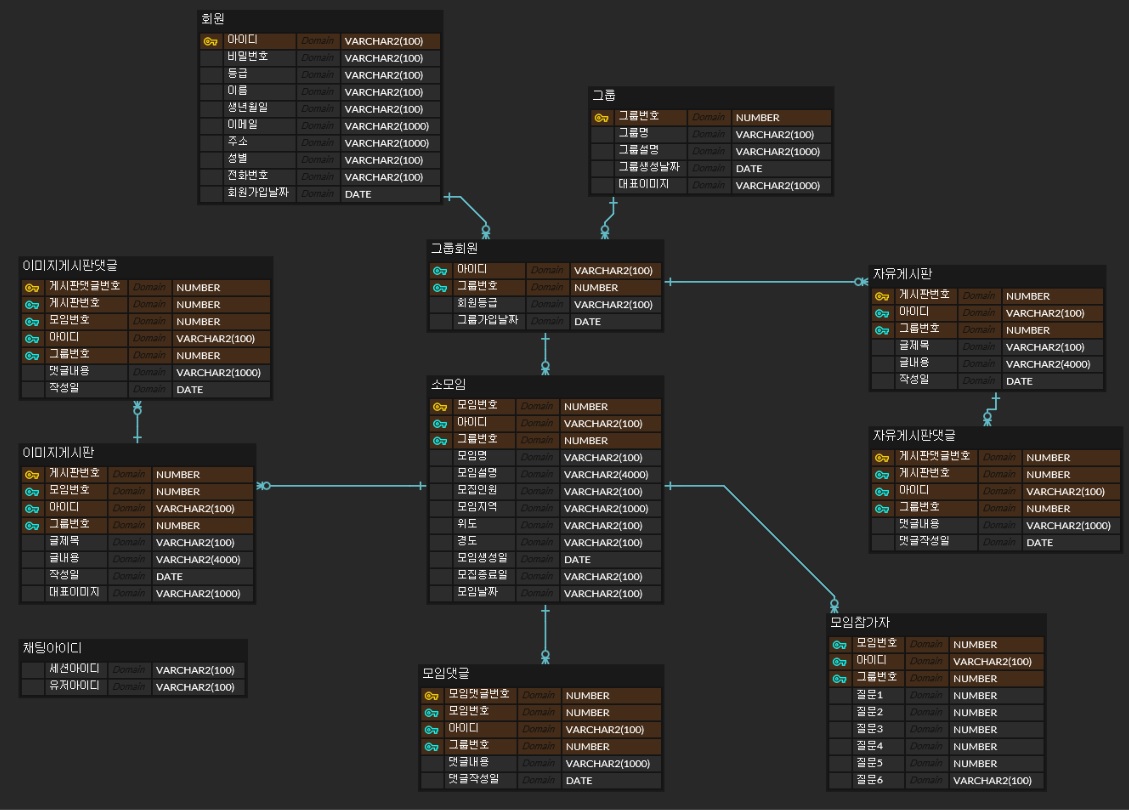 회원
아이디 Domain VARCHAR2(100)
비밀번호 Domain VARCHAR2(100)
등급 Domain VARCHAR2(100)
이름 Domain VARCHAR2(100)
생년월일 Domain VARCHAR2(100)
이메일 Domain VARCHAR2(1000)
주소 Domain VARCHAR2(1000)
성별 Domain VARCHAR2(100)
전화번호 Domain VARCHAR2(100)
회원가입날짜 Domain DATE
그룹
그룹번호 Domain NUMBER
그룹명 Domain VARCHAR2(100)
그룹설명 Domain VARCHAR2(1000)
그룹생성날짜 Domain DATE
대표이미지 Domain VARCHAR2(1000)
그룹회원
아이디 Domain VARCHAR2(100)
그룹번호 Domain NUMBER
회원등급 Domain VARCHAR2(100)
그룹가입날짜 Domain DATE
이미지게시판댓글
게시판댓글번호 Domain NUMBER
게시판번호 Domain NUMBER
모임번호 Domain NUMBER
아이디 Domain VARCHAR2(100)
그룹번호 Domain NUMBER
댓글내용 Domain VARCHAR2(1000)
작성일 Domain DATE
자유게시판
게시판번호 Domain NUMBER
아이디 Domain VARCHAR2(100)
그룹번호 Domain NUMBER
글제목 Domain VARCHAR2(100)
글내용 Domain VARCHAR2(4000)
작성일 Domain DATE
소모임
모임번호 Domain NUMBER
아이디 Domain VARCHAR2(100)
그룹번호 Domain NUMBER
모임명 Domain VARCHAR2(100)
모임설명 Domain VARCHAR2(4000)
모집인원 Domain VARCHAR2(100)
모임지역 Domain VARCHAR2(1000)
위도 Domain VARCHAR2(100)
경도 Domain VARCHAR2(100)
모임생성일 Domain DATE
모집종료일 Domain VARCHAR2(100)
모임날짜 Domain VARCHAR2(100)
자유게시판댓글
게시판댓글번호 Domain NUMBER
게시판번호 Domain NUMBER
아이디 Domain VARCHAR2(100)
그룹번호 Domain NUMBER
댓글내용 Domain VARCHAR2(1000)
댓글작성일 Domain DATE
이미지게시판
게시판번호 Domain NUMBER
모임번호 Domain NUMBER
아이디 Domain VARCHAR2(100)
그룹번호 Domain NUMBER
글제목 Domain VARCHAR2(100)
글내용 Domain VARCHAR2(4000)
작성일 Domain DATE
대표이미지 Domain VARCHAR2(1000)
채팅아이디
세션아이디 Domain VARCHAR2(100)
유저아이디 Domain VARCHAR2(100)
모임댓글
모임댓글번호 Domain NUMBER
모임번호 Domain NUMBER
아이디 Domain VARCHAR2(100)
그룹번호 Domain NUMBER
댓글내용 Domain VARCHAR2(1000)
댓글작성일 Domain DATE
모임참가자
모임번호 Domain NUMBER
아이디 Domain VARCHAR2(100)
그룹번호 Domain NUMBER
질문1 Domain NUMBER
질문2 Domain NUMBER
질문3 Domain NUMBER
질문4 Domain NUMBER
질문5 Domain NUMBER
질문6 Domain VARCHAR2(100)